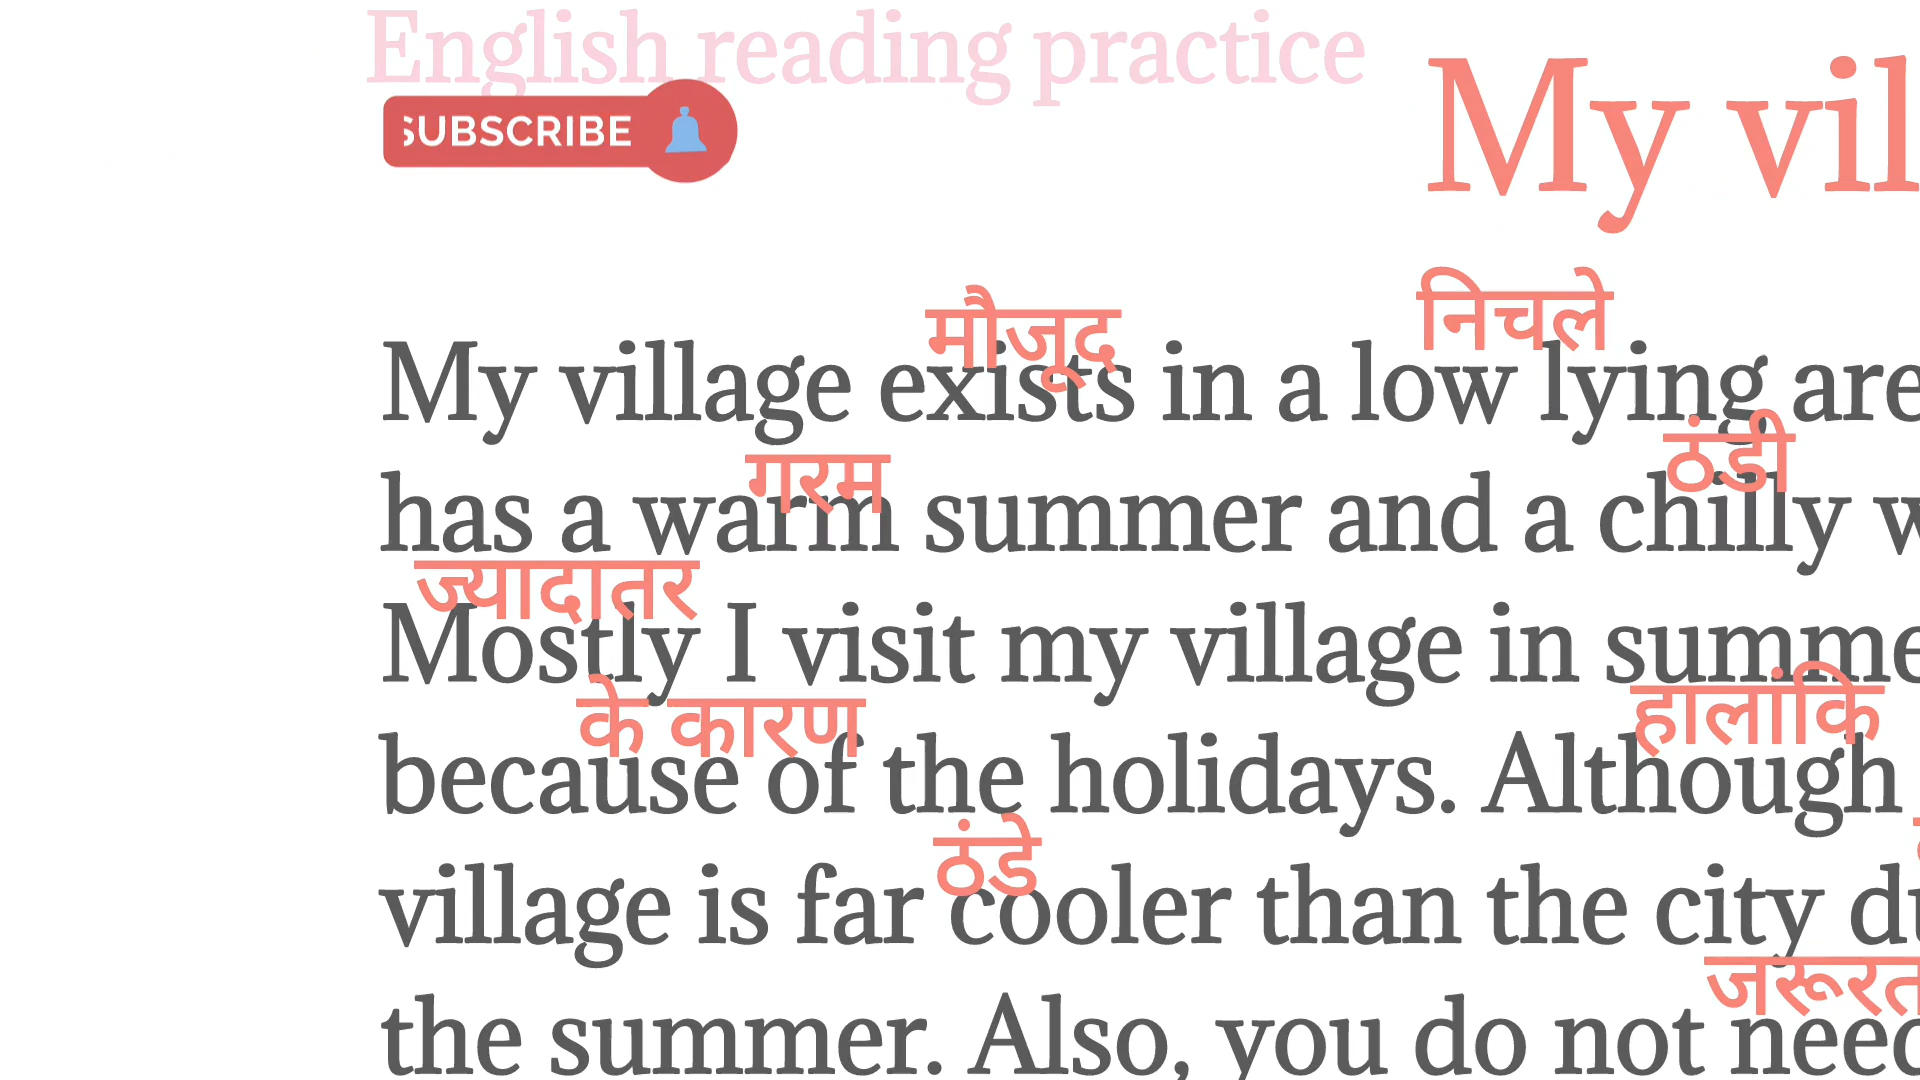 English reading practice
My vil
SUBSCRIBE
मौजूद निचले
My village exists in a low lying are
गरम ठंडी
has a warm summer and a chilly w
ज्यादातर
Mostly I visit my village in summe
के कारण हालांकि
because of the holidays. Although
ठंडे
village is far cooler than the city du
जरूरत
the summer. Also, you do not need